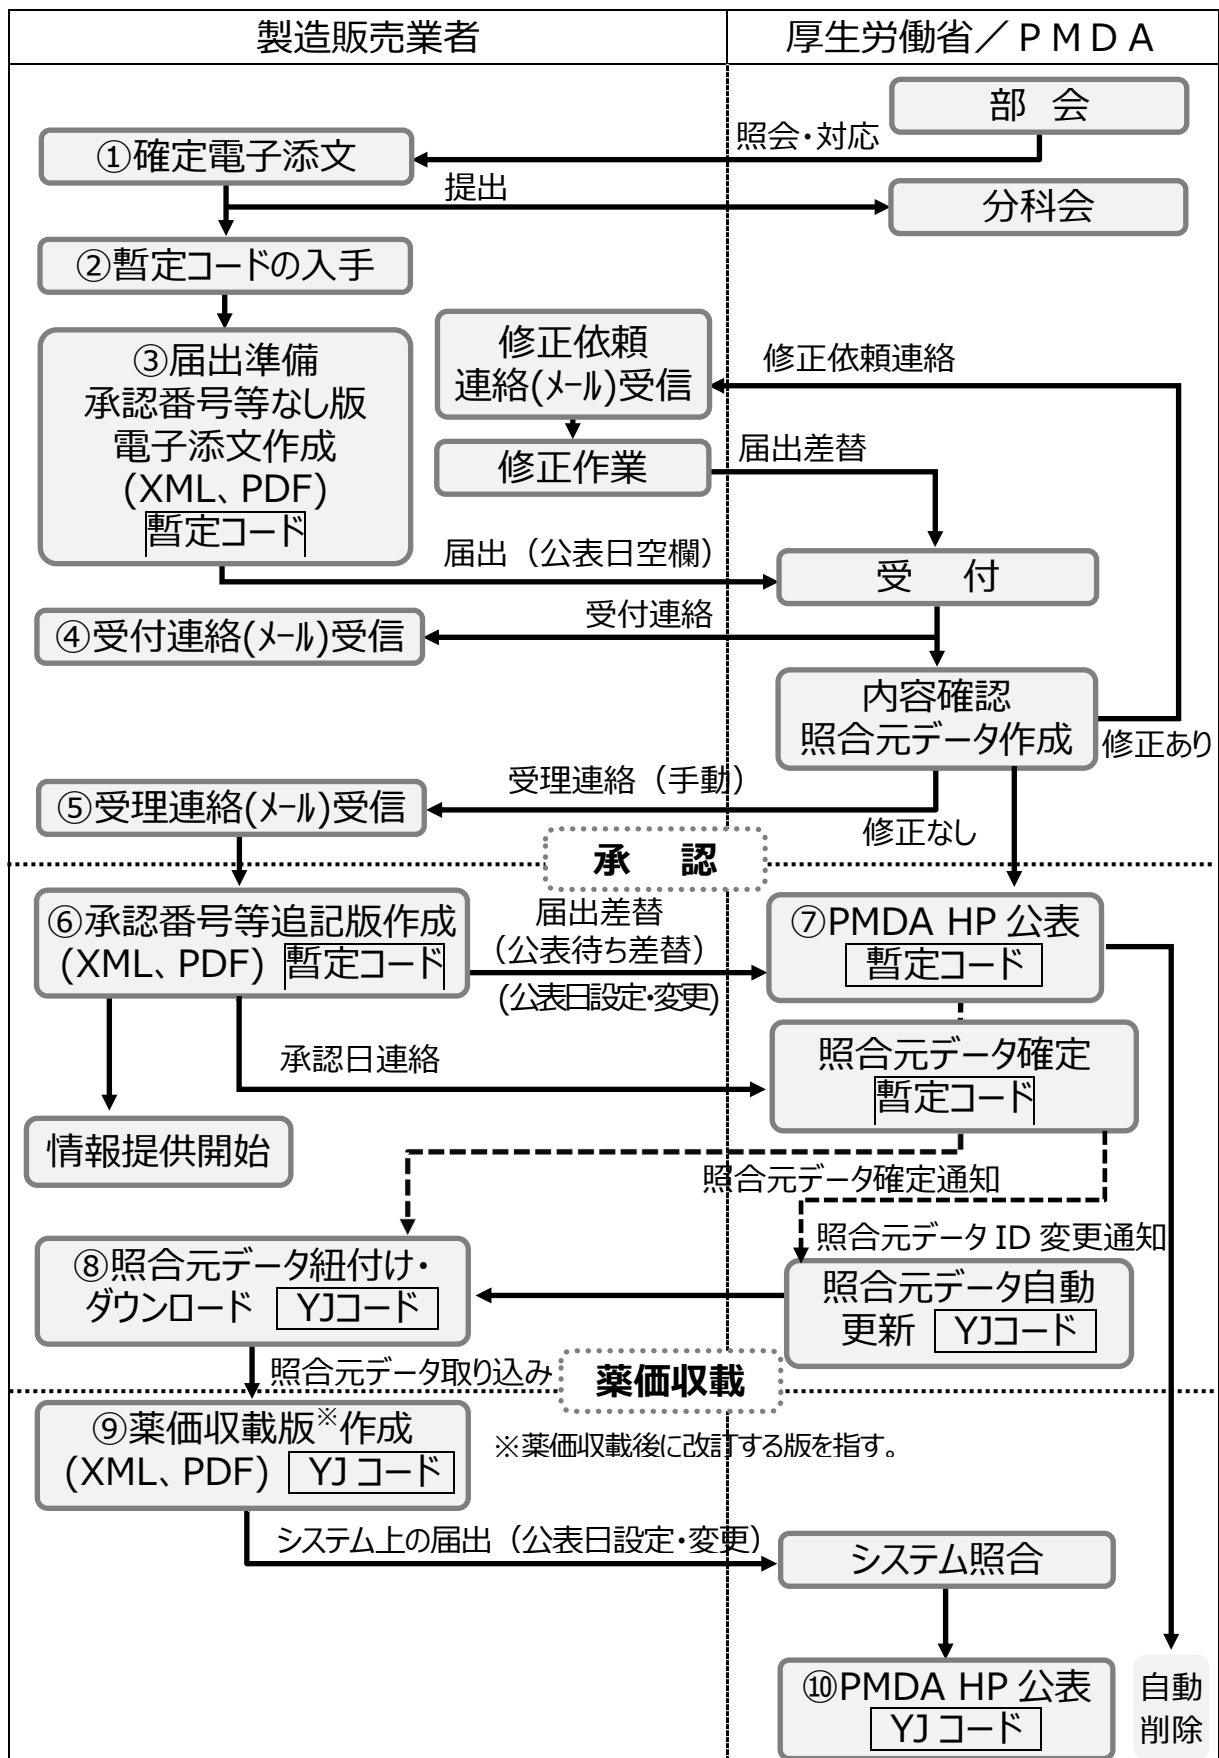 製造販売業者
厚生労働省／ＰＭＤＡ
部　会
照会・対応
①確定電子添文
提出
分科会
②暫定コードの入手
③届出準備
承認番号等なし版
電子添文作成
(XML、PDF)
暫定コード
修正依頼
連絡(メール)受信
修正依頼連絡
修正作業
届出差替
届出（公表日空欄）
受　付
受付連絡
④受付連絡(メール)受信
内容確認
照合元データ作成
修正あり
受理連絡（手動）
⑤受理連絡(メール)受信
修正なし
承　認
⑥承認番号等追記版作成
(XML、PDF) 暫定コード
届出差替
（公表待ち差替）
(公表日設定・変更)
⑦PMDA HP 公表
暫定コード
承認日連絡
照合元データ確定
暫定コード
情報提供開始
照合元データ確定通知
照合元データ ID 変更通知
⑧照合元データ紐付け・
ダウンロード YJコード
照合元データ自動
更新 YJコード
照合元データ取り込み
薬価収載
⑨薬価収載版※作成
(XML、PDF) YJ コード
※薬価収載後に改訂する版を指す。
システム上の届出（公表日設定・変更）
システム照合
⑩PMDA HP 公表
YJ コード
自動
削除